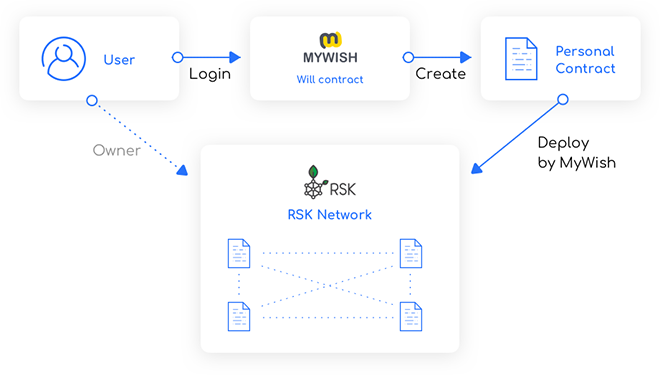 User
Login
MYWISH
Will contract
Create
Personal
Contract
Owner
Deploy
by MyWish
RSK
RSK Network